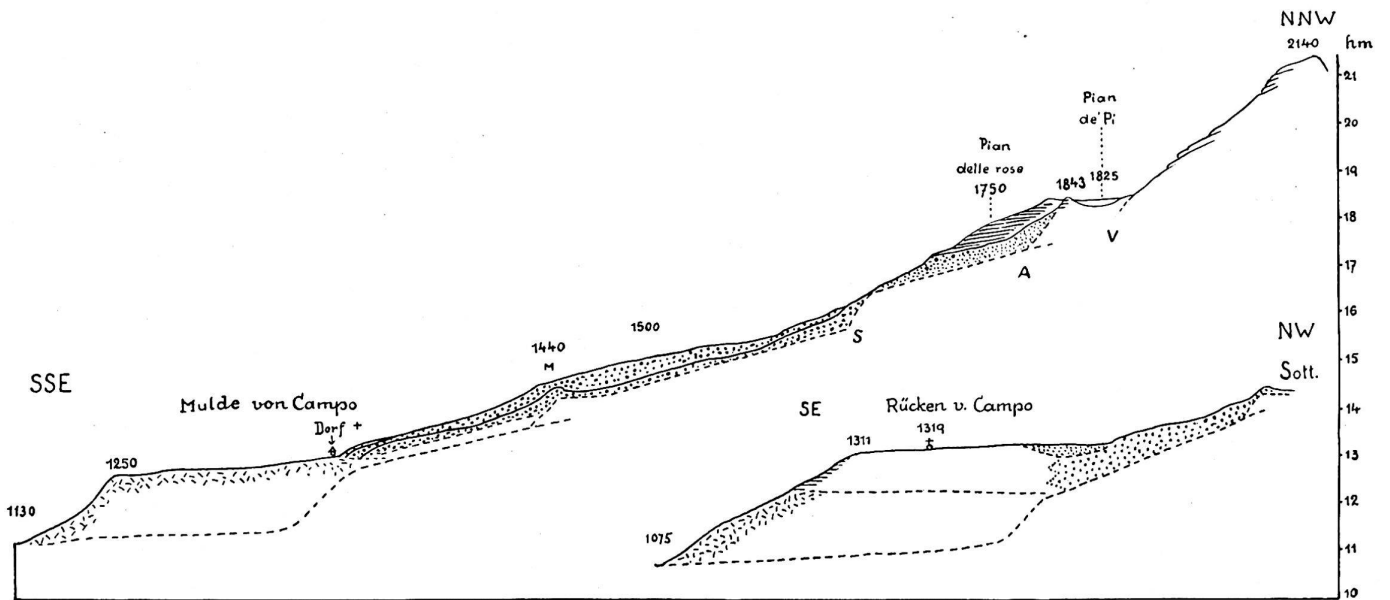 NNW
2140
hm
21
20
19
18
17
16
15
14
13
12
11
10
Pian
de' Pi
1825
Pian
delle rose
1750
1843
V
A
S
1500
1440
M
SSE
Mulde von Campo
Dorf +
1250
1130
NW
Sott.
SE
Rücken v. Campo
1319
1311
1075